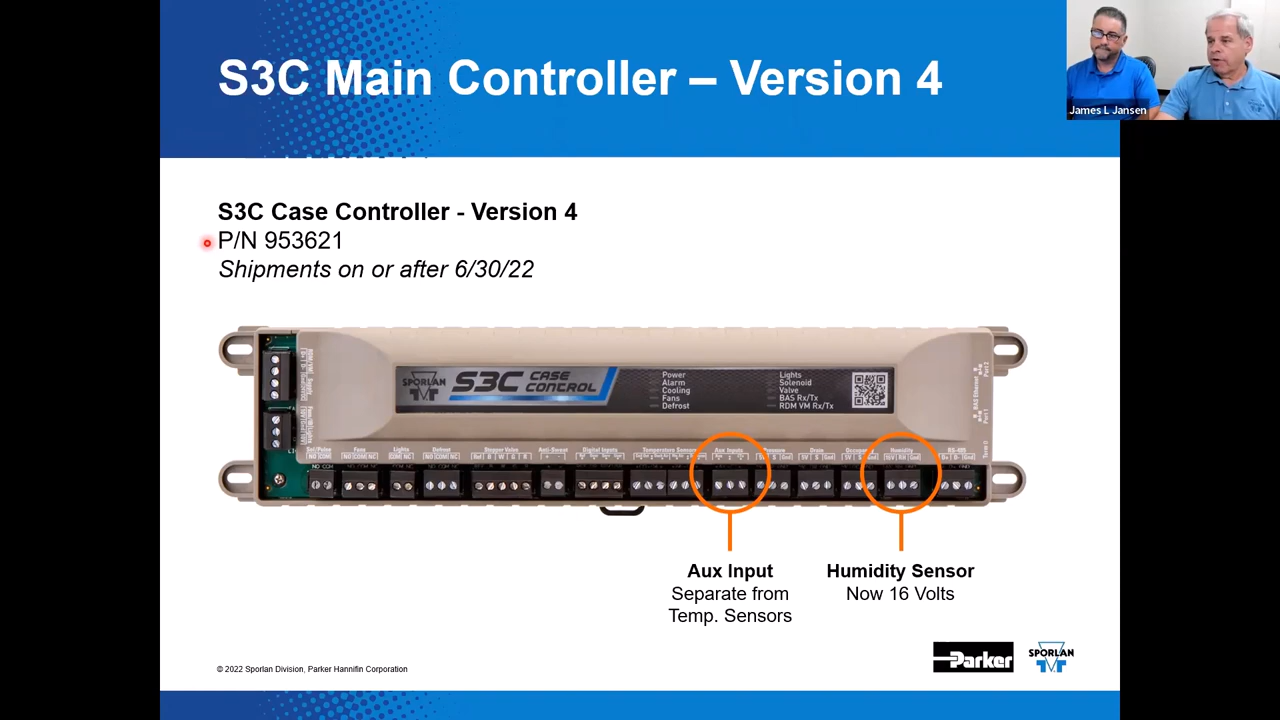 S3C Main Controller – Version 4
James L Jansen
S3C Case Controller - Version 4
P/N 953621
Shipments on or after 6/30/22
SPORLAN
S3C CASE CONTROL
Power
Alarm
Cooling
Fans
Defrost
Lights
Solenoid
Valve
BAS Rx/Tx
RDM VM Rx/Tx
Fans
Lights
Defrost
Stepper Valve
Anti-Sweat
Digital Inputs
Temperature Sensors
Aux Inputs
Drain
Humidity
RS-485
Aux Input
Separate from
Temp. Sensors
Humidity Sensor
Now 16 Volts
© 2022 Sporlan Division, Parker Hannifin Corporation
Parker
SPORLAN